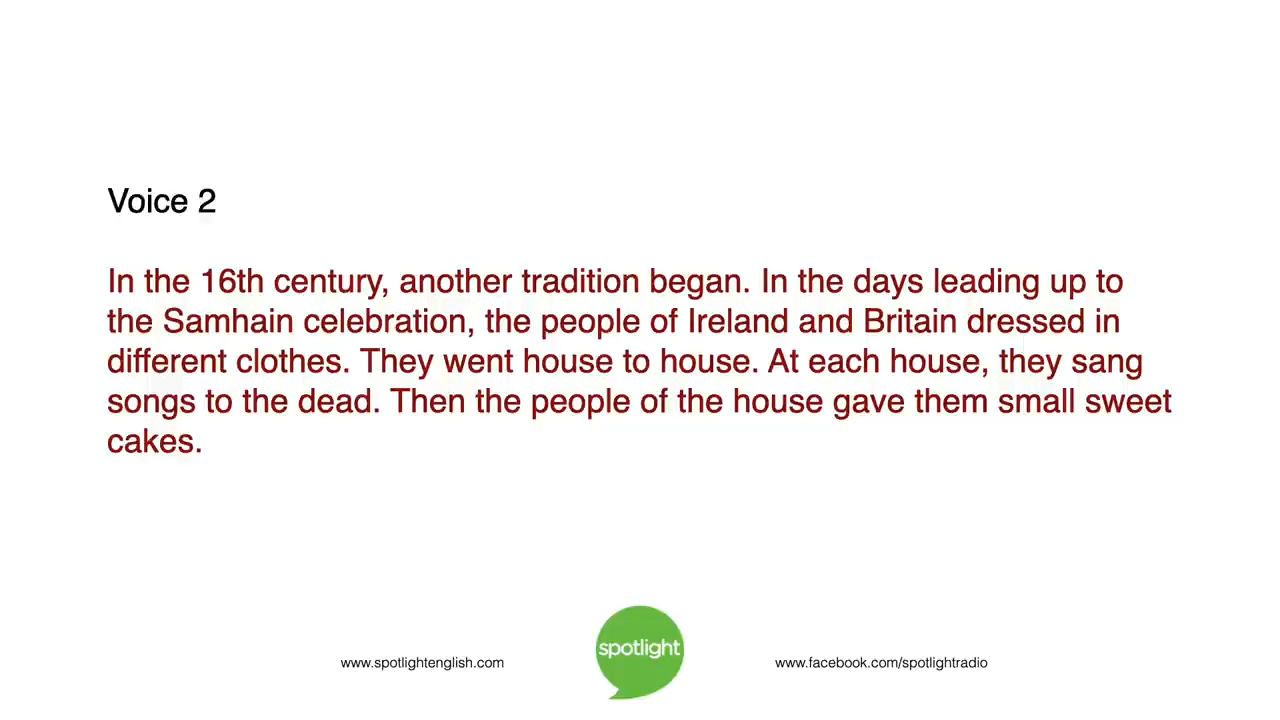 Voice 2
In the 16th century, another tradition began. In the days leading up to
the Samhain celebration, the people of Ireland and Britain dressed in
different clothes. They went house to house. At each house, they sang
songs to the dead. Then the people of the house gave them small sweet
cakes.
spotlight
www.spotlightenglish.com
www.facebook.com/spotlightradio